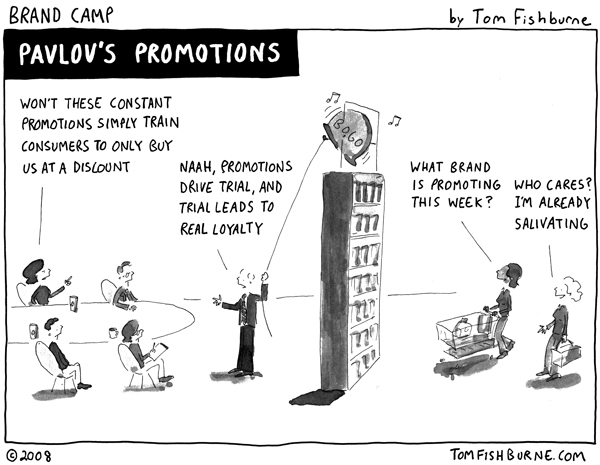 BRAND CAMP
by Tom Fishburne
PAVLOV'S PROMOTIONS
WON'T THESE CONSTANT
PROMOTIONS SIMPLY TRAIN
CONSUMERS TO ONLY BUY
US AT A DISCOUNT
NAAH, PROMOTIONS
DRIVE TRIAL, AND
TRIAL LEADS TO
REAL LOYALTY
BOGO
WHAT BRAND
IS PROMOTING
THIS WEEK?
WHO CARES?
I'M ALREADY
SALIVATING
©2008
TOMFISHBURNE.COM